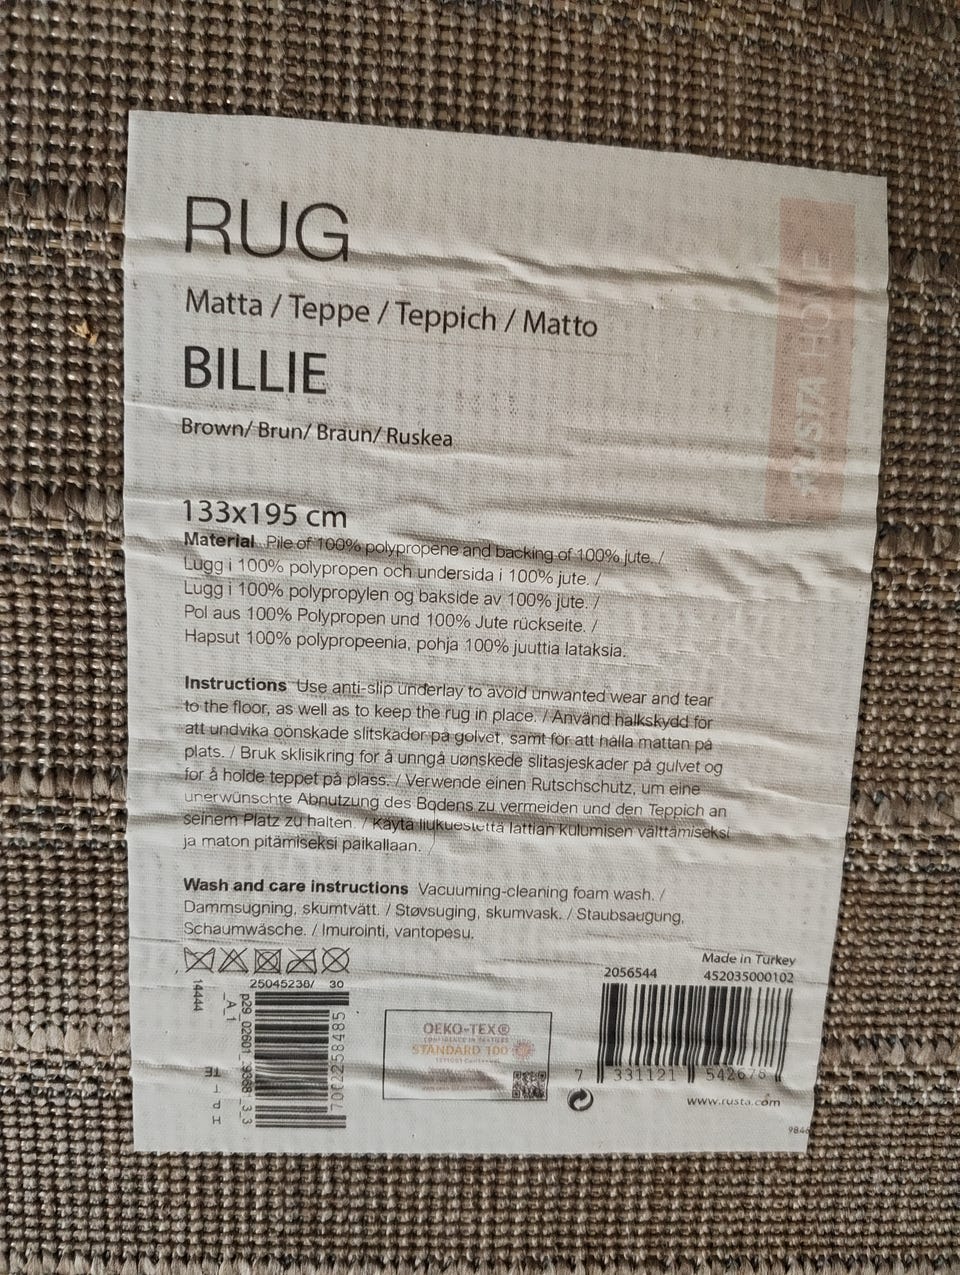 RUG
Matta / Teppe / Teppich / Matto
BILLIE
Brown/ Brun/ Braun/ Ruskea
RUSTA HOME
133x195 cm
Material Pile of 100% polypropene and backing of 100% jute. /
Lugg i 100% polypropen och undersida i 100% jute. /
Lugg i 100% polypropylen og bakside av 100% jute. /
Pol aus 100% Polypropen und 100% Jute rückseite. /
Hapsut 100% polypropeenia, pohja 100% juuttia lataksia.
Instructions Use anti-slip underlay to avoid unwanted wear and tear
to the floor, as well as to keep the rug in place. / Använd halkskydd för
att undvika oönskade slitskador på golvet, samt för att hålla mattan på
plats. / Bruk sklisikring for å unngå uønskede slitasjeskader på gulvet og
for å holde teppet på plass. / Verwende einen Rutschschutz, um eine
unerwünschte Abnutzung des Bodens zu vermeiden und den Teppich an
seinem Platz zu halten. / Käytä liukuestettä lattian kulumisen välttämiseksi
ja maton pitämiseksi paikallaan. /
Wash and care instructions Vacuuming-cleaning foam wash. /
Dammsugning, skumtvätt. / Støvsuging, skumvask. / Staubsaugung,
Schaumwäsche. / Imurointi, vantopesu.
Made in Turkey
2056544 452035000102
25045238/ 30
14444
A_1
OEKO-TEX®
CONFIDENCE IN TEXTILES
STANDARD 100
7 331121
www.rusta.com